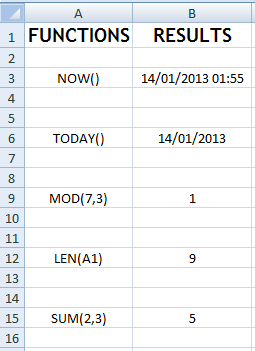 A B
1 FUNCTIONS RESULTS
2
3 NOW() 14/01/2013 01:55
4
5
6 TODAY() 14/01/2013
7
8
9 MOD(7,3) 1
10
11
12 LEN(A1) 9
13
14
15 SUM(2,3) 5
16